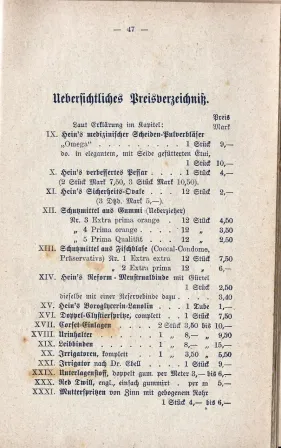 — 47 —
Uebersichtliches Preisverzeichniß.
Preis
Laut Erklärung im Kapitel: Mark
IX. Hein's medizinischer Scheiden-Pulverbläser
„Omega" . . . . . 1 Stück 9,—
do. in elegantem, mit Seide gefütterten Etui,
1 Stück 10,—
X. Hein's verbessertes Pessar . . . 1 Stück 4,—
(2 Stück Mark 7,50, 3 Stück Mark 10,50).
XI. Hein's Sicherheits-Ovale . . 12 Stück 2,—
(3 Dtzd. Mark 5,—).
XII. Schutzmittel aus Gummi (Ueberzieher)
Nr. 3 Extra prima orange 12 Stück 4,50
„ 4 Prima orange . . 12 „ 3,50
„ 5 Prima Qualität . . 12 „ 2,50
XIII. Schutzmittel aus Fischblase (Coecal-Condome,
Präservativs) Nr. 1 Extra extra 12 Stück 7,50
„ 2 Extra prima 12 „ 6,—
XIV. Hein's Reform-Menstrualbinde mit Gürtel
1 Stück 2,50
dieselbe mit einer Reformbinde dazu . . 3,40
XV. Hein's Boroglycerin-Lanolin . 1 Tube 1,—
XVI. Doppel-Clystierspritze, complett 1 Stück 7,50
XVII. Corset-Einlagen . . 2 Stück 3,50 bis 10,—
XVIII. Urinhalter . . . 1 „ 8,— „ 9,50
XIX. Leibbinden . . . 1 „ 8,— „ 15,—
XX. Irrigatoren, komplett 1 „ 3,50 „ 5,50
XXI. Irrigator nach Dr. Ebell . . 1 Stück 9,—
XXIX. Unterlagenstoff, doppelt gum. per Meter 3,— bis 6,—
XXX. Red Twill, engl., einfach gummirt . per m 5,—
XXXI. Mutterspritzen von Zinn mit gebogenem Rohr
1 Stück 4,— bis 6,—